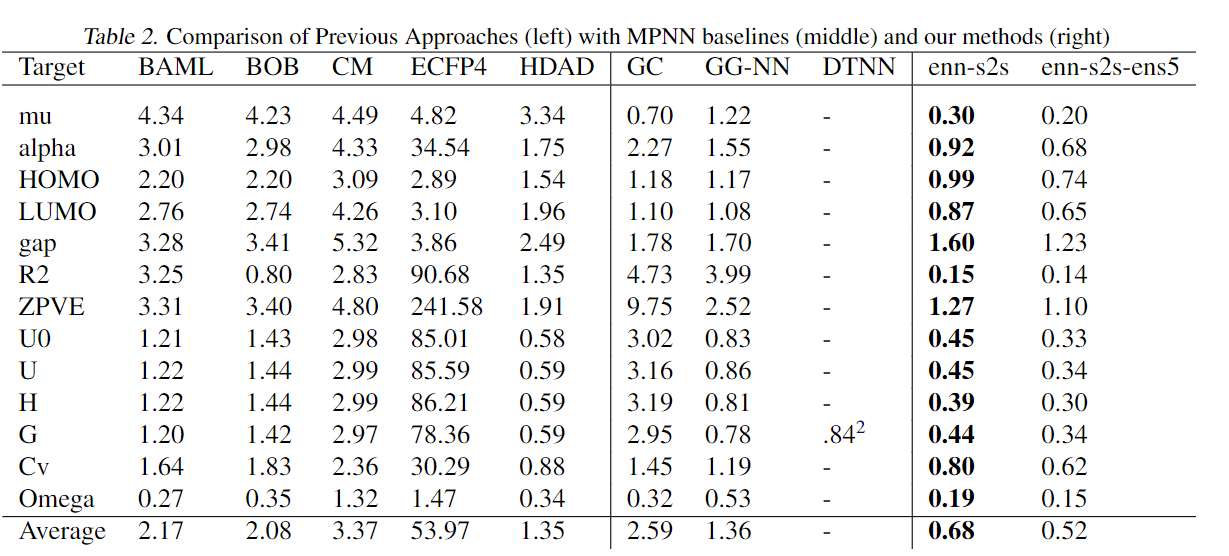 Table 2. Comparison of Previous Approaches (left) with MPNN baselines (middle) and our methods (right)
Target BAML BOB CM ECFP4 HDAD GC GG-NN DTNN enn-s2s enn-s2s-ens5
mu 4.34 4.23 4.49 4.82 3.34 0.70 1.22 - 0.30 0.20
alpha 3.01 2.98 4.33 34.54 1.75 2.27 1.55 - 0.92 0.68
HOMO 2.20 2.20 3.09 2.89 1.54 1.18 1.17 - 0.99 0.74
LUMO 2.76 2.74 4.26 3.10 1.96 1.10 1.08 - 0.87 0.65
gap 3.28 3.41 5.32 3.86 2.49 1.78 1.70 - 1.60 1.23
R2 3.25 0.80 2.83 90.68 1.35 4.73 3.99 - 0.15 0.14
ZPVE 3.31 3.40 4.80 241.58 1.91 9.75 2.52 - 1.27 1.10
U0 1.21 1.43 2.98 85.01 0.58 3.02 0.83 - 0.45 0.33
U 1.22 1.44 2.99 85.59 0.59 3.16 0.86 - 0.45 0.34
H 1.22 1.44 2.99 86.21 0.59 3.19 0.81 - 0.39 0.30
G 1.20 1.42 2.97 78.36 0.59 2.95 0.78 .84² 0.44 0.34
Cv 1.64 1.83 2.36 30.29 0.88 1.45 1.19 - 0.80 0.62
Omega 0.27 0.35 1.32 1.47 0.34 0.32 0.53 - 0.19 0.15
Average 2.17 2.08 3.37 53.97 1.35 2.59 1.36 - 0.68 0.52